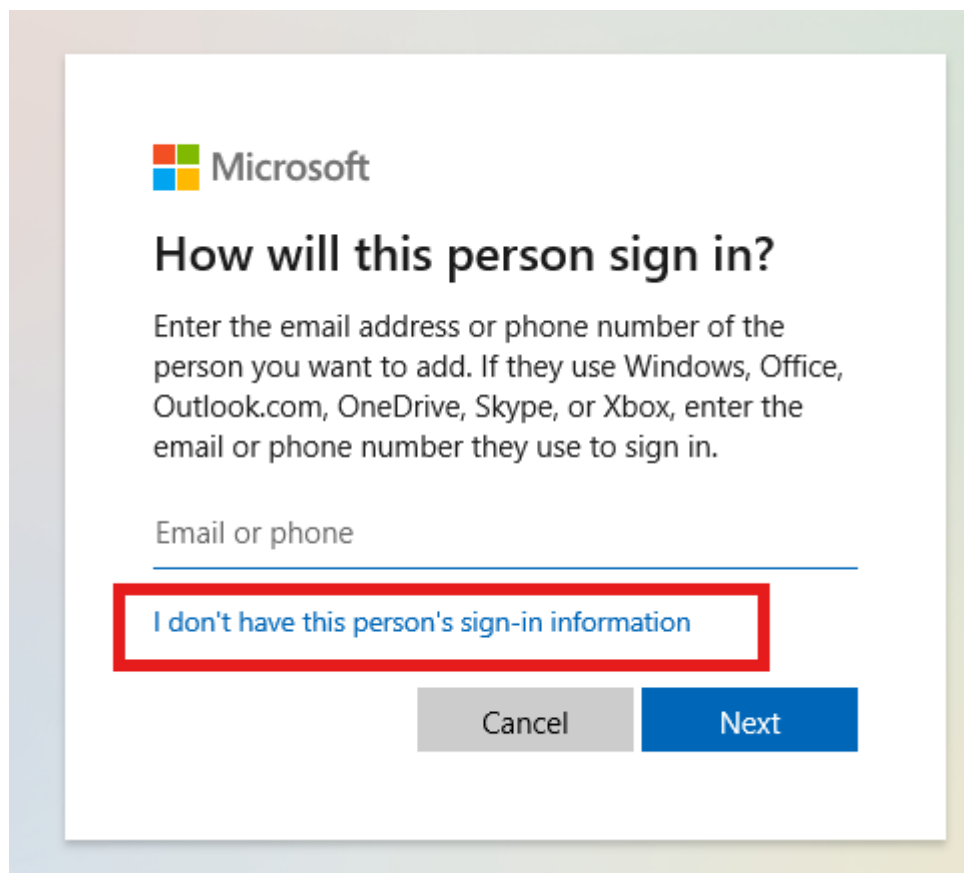 Microsoft
How will this person sign in?
Enter the email address or phone number of the
person you want to add. If they use Windows, Office,
Outlook.com, OneDrive, Skype, or Xbox, enter the
email or phone number they use to sign in.
Email or phone
I don't have this person's sign-in information
Cancel Next